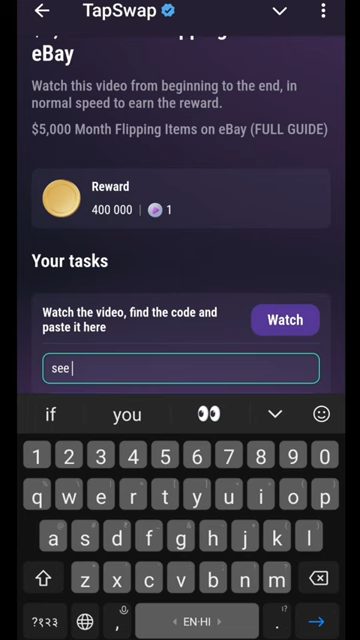 TapSwap
eBay
Watch this video from beginning to the end, in
normal speed to earn the reward.
$5,000 Month Flipping Items on eBay (FULL GUIDE)
Reward
400 000 | 1
Your tasks
Watch the video, find the code and
paste it here
Watch
see
if you 👀
1 2 3 4 5 6 7 8 9 0
q w e r t y u i o p
a s d f g h j k l
z x c v b n m
?१२३ , EN·HI .